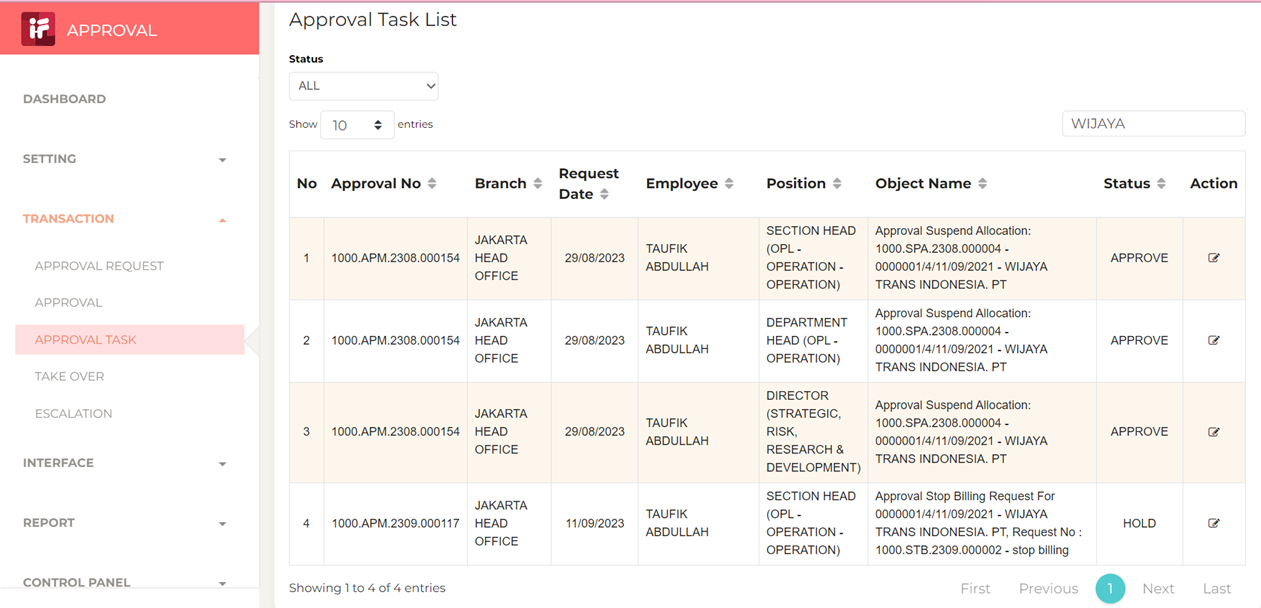 iF APPROVAL
DASHBOARD
SETTING
TRANSACTION
APPROVAL REQUEST
APPROVAL
APPROVAL TASK
TAKE OVER
ESCALATION
INTERFACE
REPORT
CONTROL PANEL
Approval Task List
Status
ALL
Show 10 entries
WIJAYA
No Approval No Branch Request Date Employee Position Object Name Status Action
1
1000.APM.2308.000154
JAKARTA
HEAD
OFFICE
29/08/2023
TAUFIK
ABDULLAH
SECTION HEAD
(OPL -
OPERATION -
OPERATION)
Approval Suspend Allocation:
1000.SPA.2308.000004 -
0000001/4/11/09/2021 - WIJAYA
TRANS INDONESIA. PT
APPROVE
2
1000.APM.2308.000154
JAKARTA
HEAD
OFFICE
29/08/2023
TAUFIK
ABDULLAH
DEPARTMENT
HEAD (OPL -
OPERATION)
Approval Suspend Allocation:
1000.SPA.2308.000004 -
0000001/4/11/09/2021 - WIJAYA
TRANS INDONESIA. PT
APPROVE
3
1000.APM.2308.000154
JAKARTA
HEAD
OFFICE
29/08/2023
TAUFIK
ABDULLAH
DIRECTOR
(STRATEGIC,
RISK,
RESEARCH &
DEVELOPMENT)
Approval Suspend Allocation:
1000.SPA.2308.000004 -
0000001/4/11/09/2021 - WIJAYA
TRANS INDONESIA. PT
APPROVE
4
1000.APM.2309.000117
JAKARTA
HEAD
OFFICE
11/09/2023
TAUFIK
ABDULLAH
SECTION HEAD
(OPL -
OPERATION -
OPERATION)
Approval Stop Billing Request For
0000001/4/11/09/2021 - WIJAYA
TRANS INDONESIA. PT, Request No :
1000.STB.2309.000002 - stop billing
HOLD
Showing 1 to 4 of 4 entries
First Previous 1 Next Last